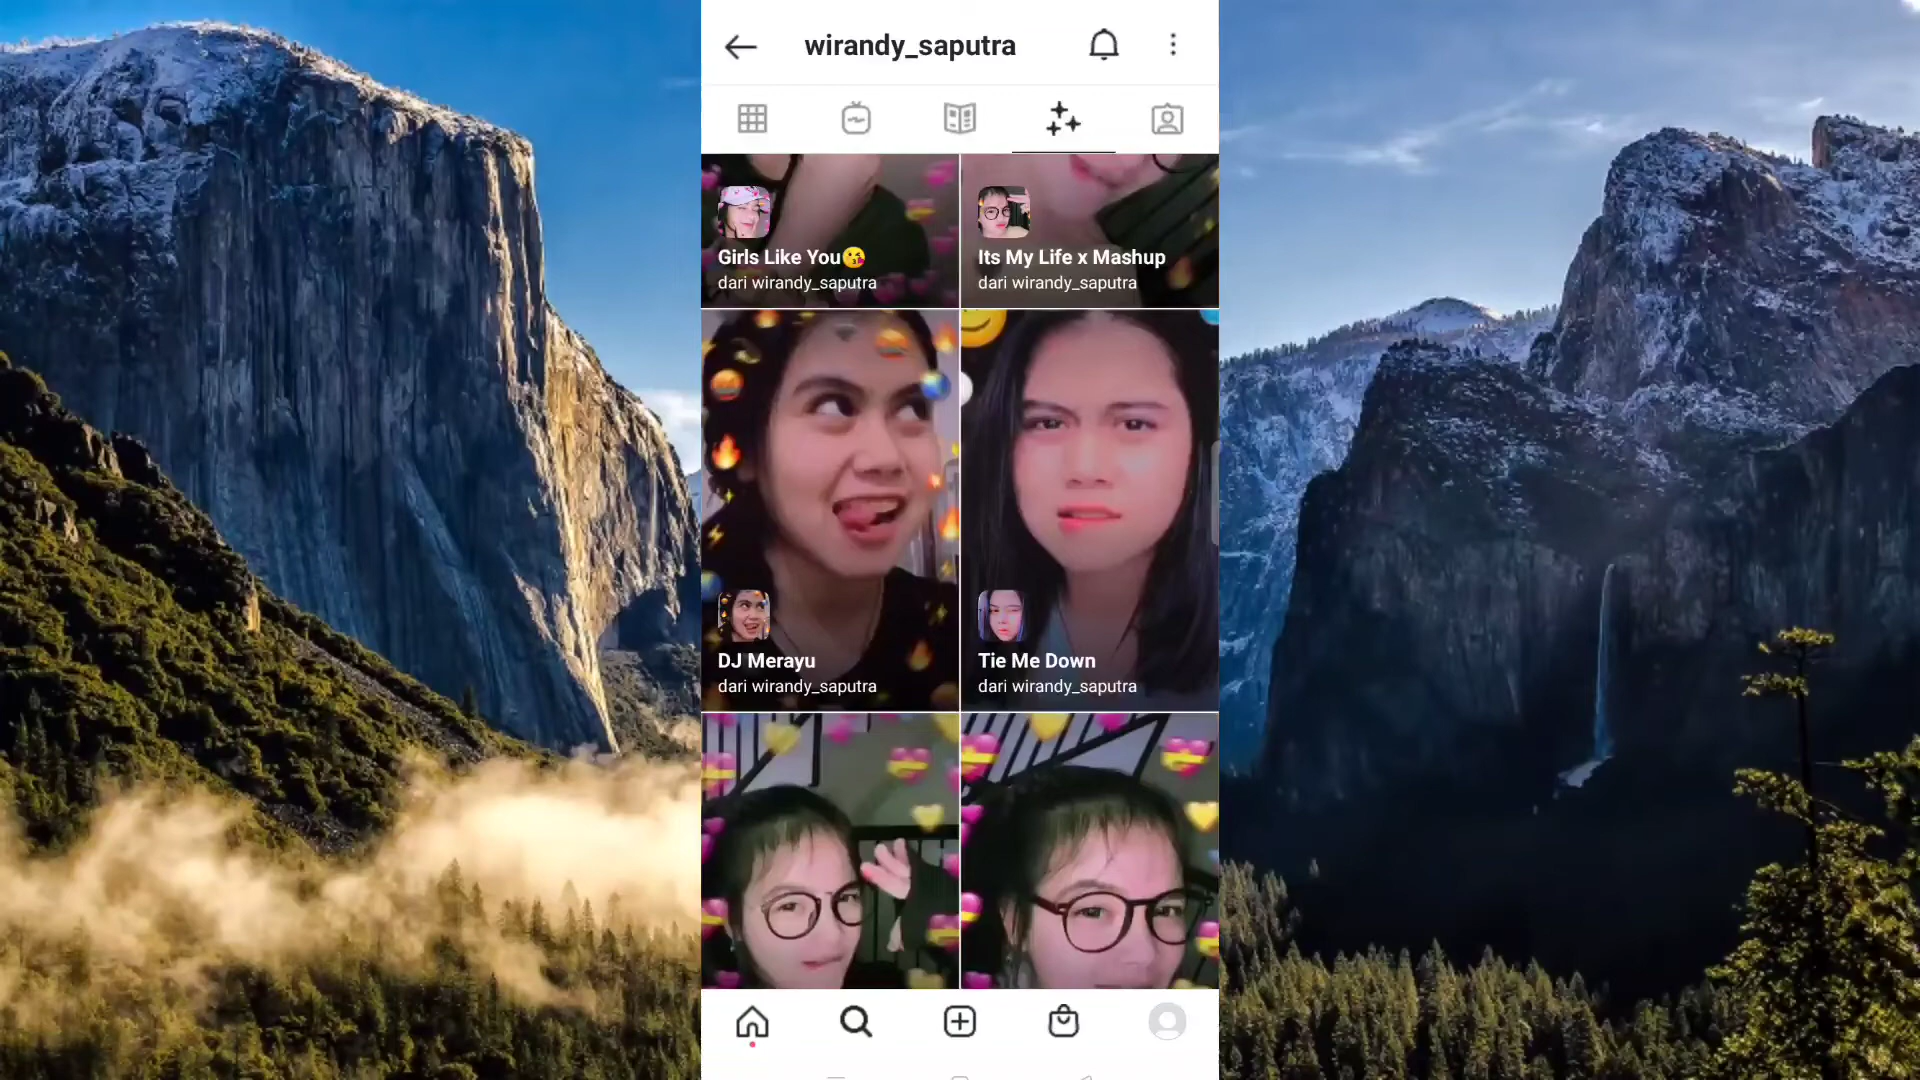 wirandy_saputra
Girls Like You😘
dari wirandy_saputra
Its My Life x Mashup
dari wirandy_saputra
DJ Merayu
dari wirandy_saputra
Tie Me Down
dari wirandy_saputra